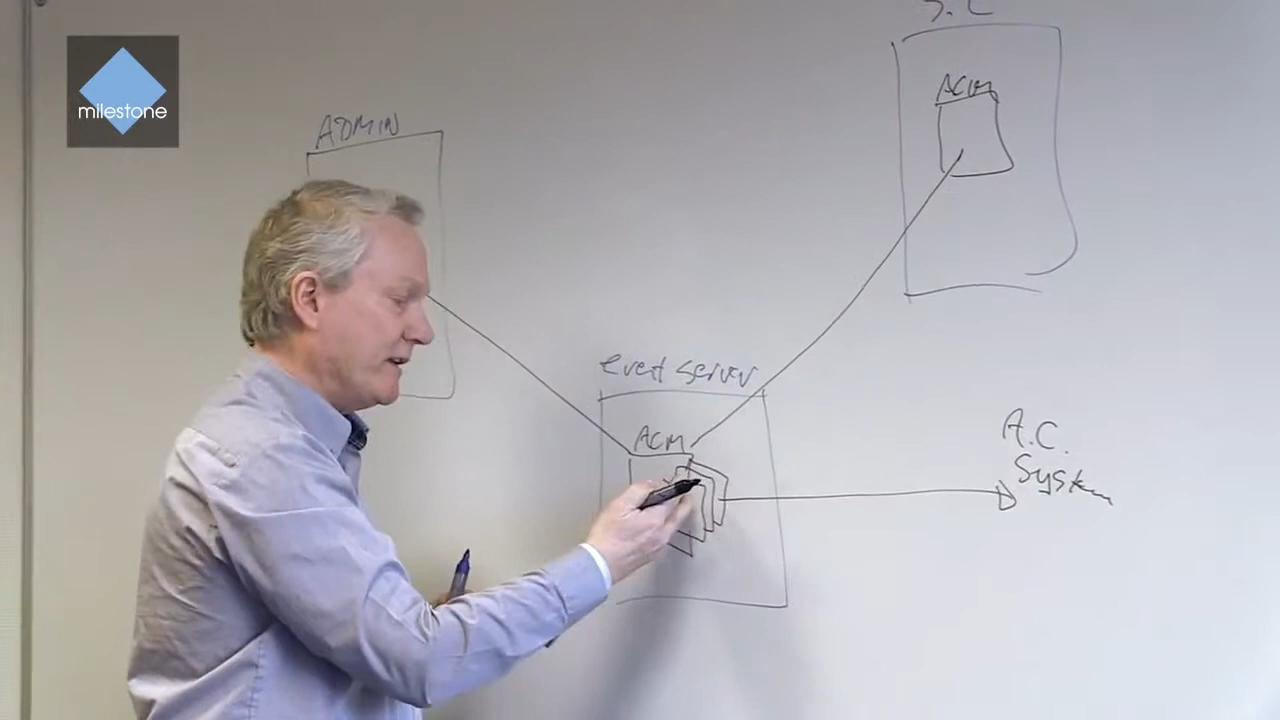 S.C
milestone
ACM
ADMIN
event server
A.C.
System
ACM